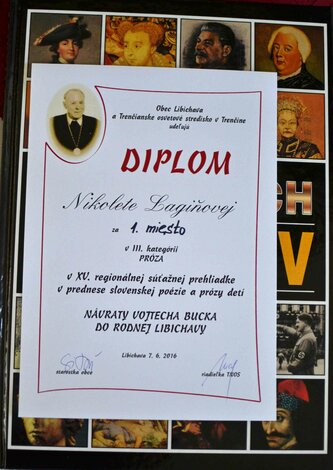 Obec Libichava
a Trenčianske osvetové stredisko v Trenčíne
udeľujú
DIPLOM
Nikolete Lagiňovej
za 1. miesto
v III. kategórii
PRÓZA
v XV. regionálnej súťažnej prehliadke
v prednese slovenskej poézie a prózy detí
NÁVRATY VOJTECHA BUCKA
DO RODNEJ LIBICHAVY
Libichava 7. 6. 2016
starostka obce
riaditeľka TNOS
CH
V